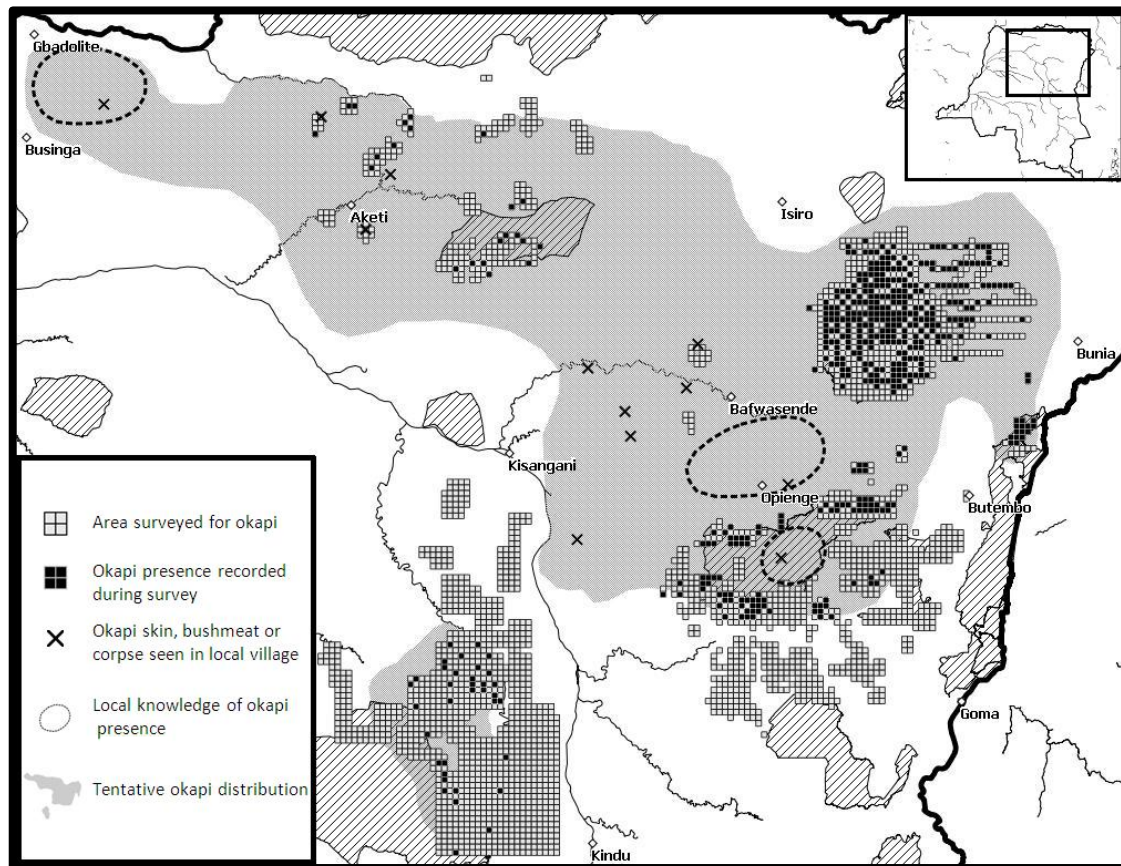 Gbadolite
Businga
Aketi
Isiro
Bunia
Bafwasende
Kisangani
Opienge
Butembo
Goma
Kindu
Area surveyed for okapi
Okapi presence recorded
during survey
Okapi skin, bushmeat or
corpse seen in local village
Local knowledge of okapi
presence
Tentative okapi distribution